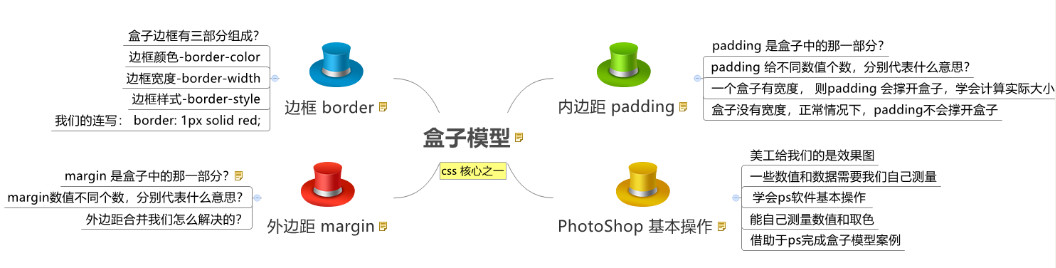 盒子模型
css 核心之一
边框 border
盒子边框有三部分组成?
边框颜色-border-color
边框宽度-border-width
边框样式-border-style
我们的连写： border: 1px solid red;
外边距 margin
margin 是盒子中的那一部分?
margin数值不同个数，分别代表什么意思?
外边距合并我们怎么解决的?
内边距 padding
padding 是盒子中的那一部分?
padding 给不同数值个数，分别代表什么意思?
一个盒子有宽度， 则padding 会撑开盒子，学会计算实际大小
盒子没有宽度，正常情况下，padding不会撑开盒子
PhotoShop 基本操作
美工给我们的是效果图
一些数值和数据需要我们自己测量
学会ps软件基本操作
能自己测量数值和取色
借助于ps完成盒子模型案例